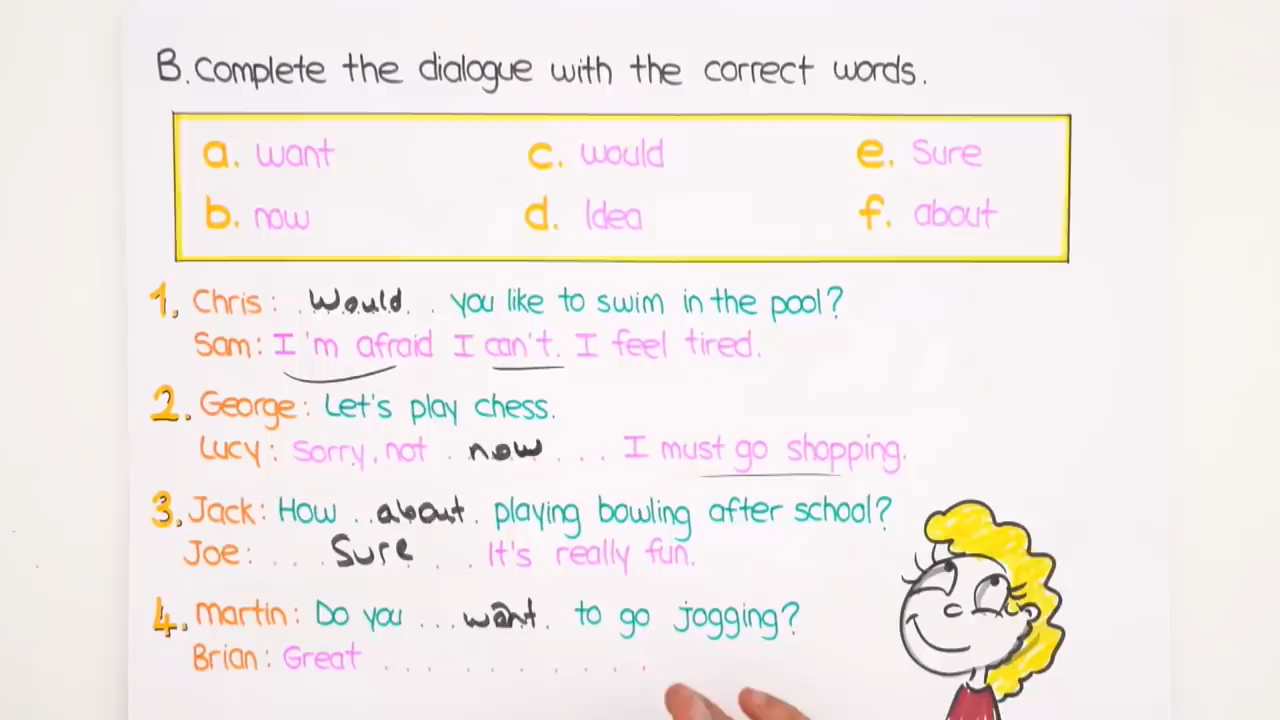 B. Complete the dialogue with the correct words.
a. want c. would e. Sure
b. now d. Idea f. about
1. Chris: . Would. . you like to swim in the pool?
Sam: I'm afraid I can't. I feel tired.
2. George: Let's play chess.
Lucy: Sorry, not . now . . . I must go shopping.
3. Jack: How ..about. playing bowling after school?
Joe: . . . Sure . . . It's really fun.
4. Martin: Do you ...want. to go jogging?
Brian: Great . . . . . . . . .